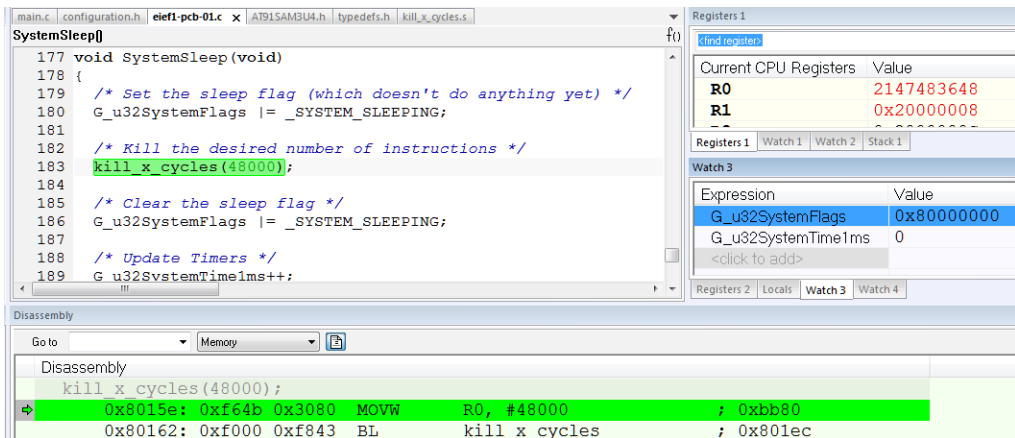 main.c configuration.h eief1-pcb-01.c x AT91SAM3U4.h typedefs.h kill_x_cycles.s
SystemSleep()
f()
177 void SystemSleep(void)
178 {
179 /* Set the sleep flag (which doesn't do anything yet) */
180 G_u32SystemFlags |= _SYSTEM_SLEEPING;
181
182 /* Kill the desired number of instructions */
183 kill_x_cycles(48000);
184
185 /* Clear the sleep flag */
186 G_u32SystemFlags |= _SYSTEM_SLEEPING;
187
188 /* Update Timers */
189 G_u32SystemTime1ms++;
Registers 1
<find register>
Current CPU Registers Value
R0 2147483648
R1 0x20000008
Registers 1 Watch 1 Watch 2 Stack 1
Watch 3
Expression Value
G_u32SystemFlags 0x80000000
G_u32SystemTime1ms 0
<click to add>
Registers 2 Locals Watch 3 Watch 4
Disassembly
Go to Memory
Disassembly
kill_x_cycles(48000);
0x8015e: 0xf64b 0x3080 MOVW R0, #48000 ; 0xbb80
0x80162: 0xf000 0xf843 BL kill_x_cycles ; 0x801ec